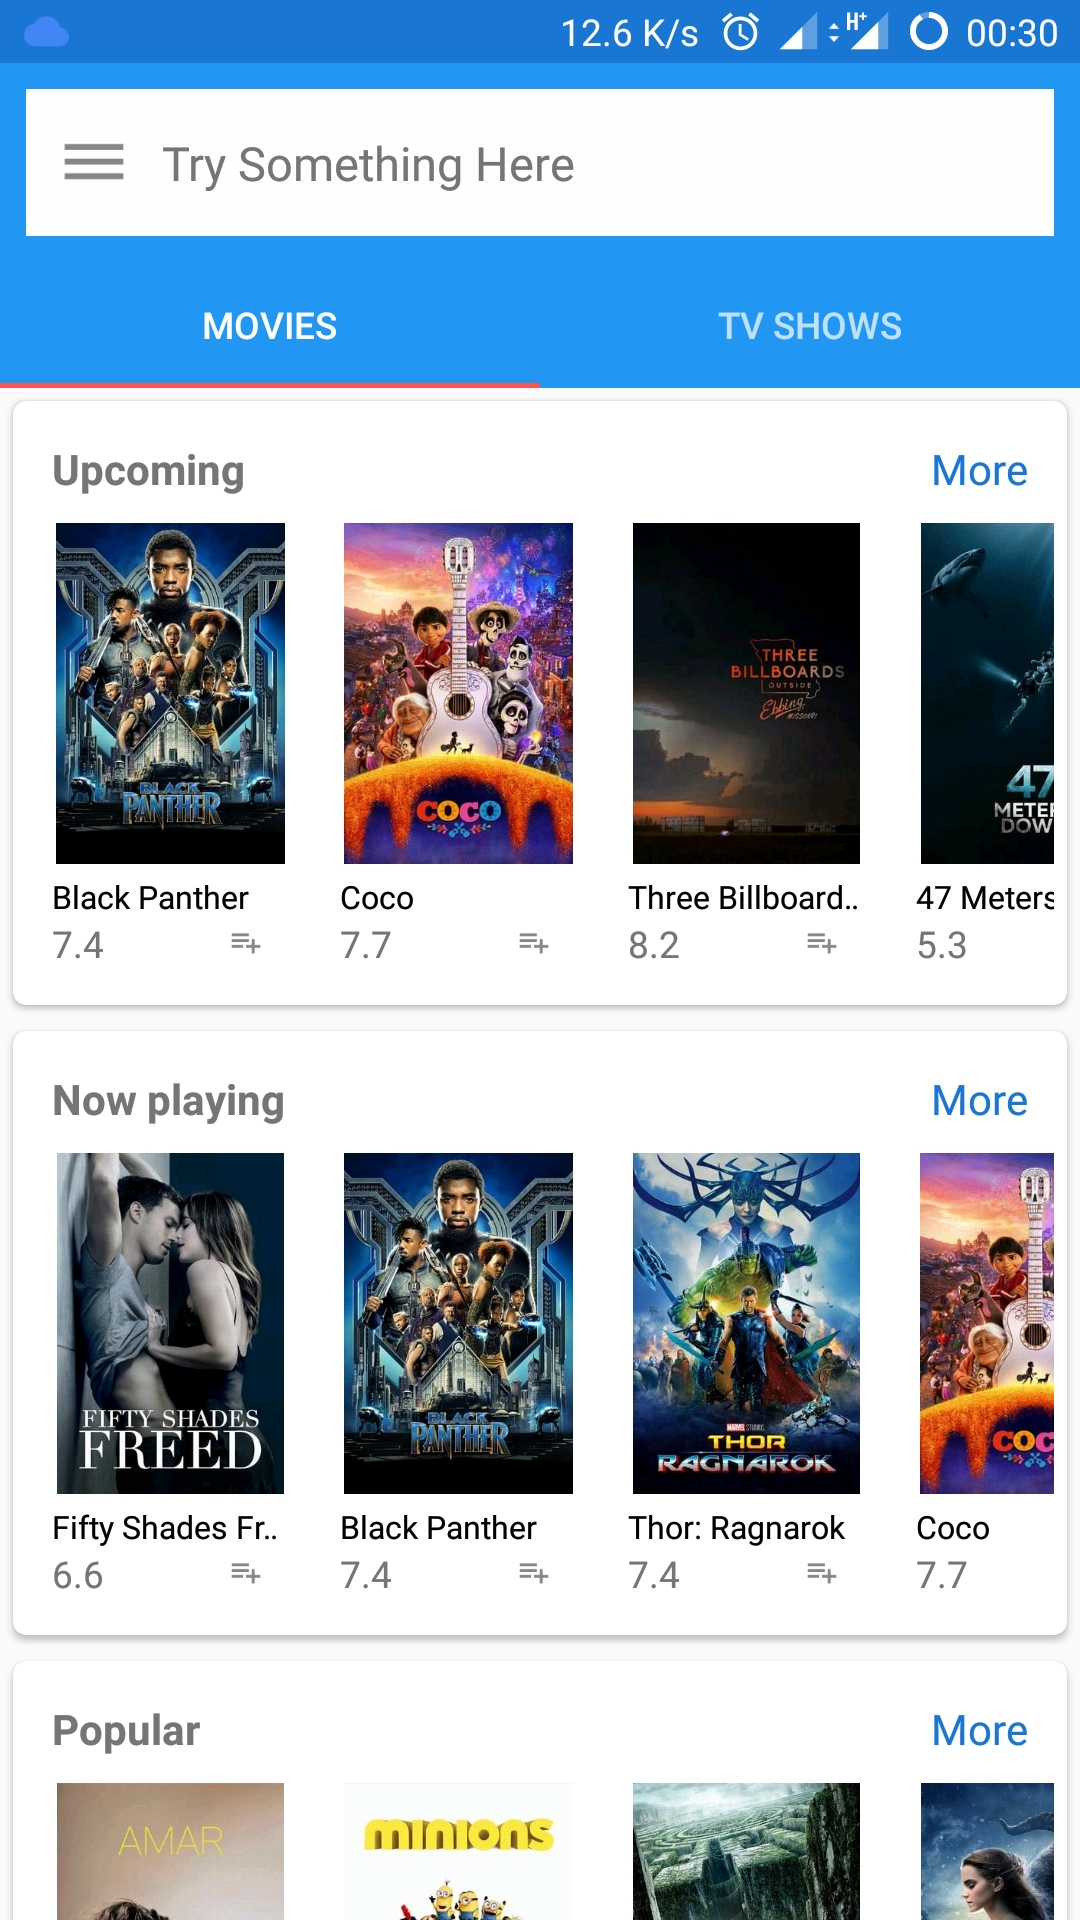 12.6 K/s H+ 00:30
Try Something Here
MOVIES TV SHOWS
Upcoming More
BLACK
PANTHER
COCO
THREE
BILLBOARDS
OUTSIDE
Ebbing,
MISSOURI
47
METER
DOW
Black Panther Coco Three Billboard.. 47 Meters
7.4 7.7 8.2 5.3
Now playing More
FIFTY SHADES
FREED
BLACK
PANTHER
MARVEL STUDIOS
THOR
RAGNAROK
COC
Fifty Shades Fr.. Black Panther Thor: Ragnarok Coco
6.6 7.4 7.4 7.7
Popular More
AMAR
minions